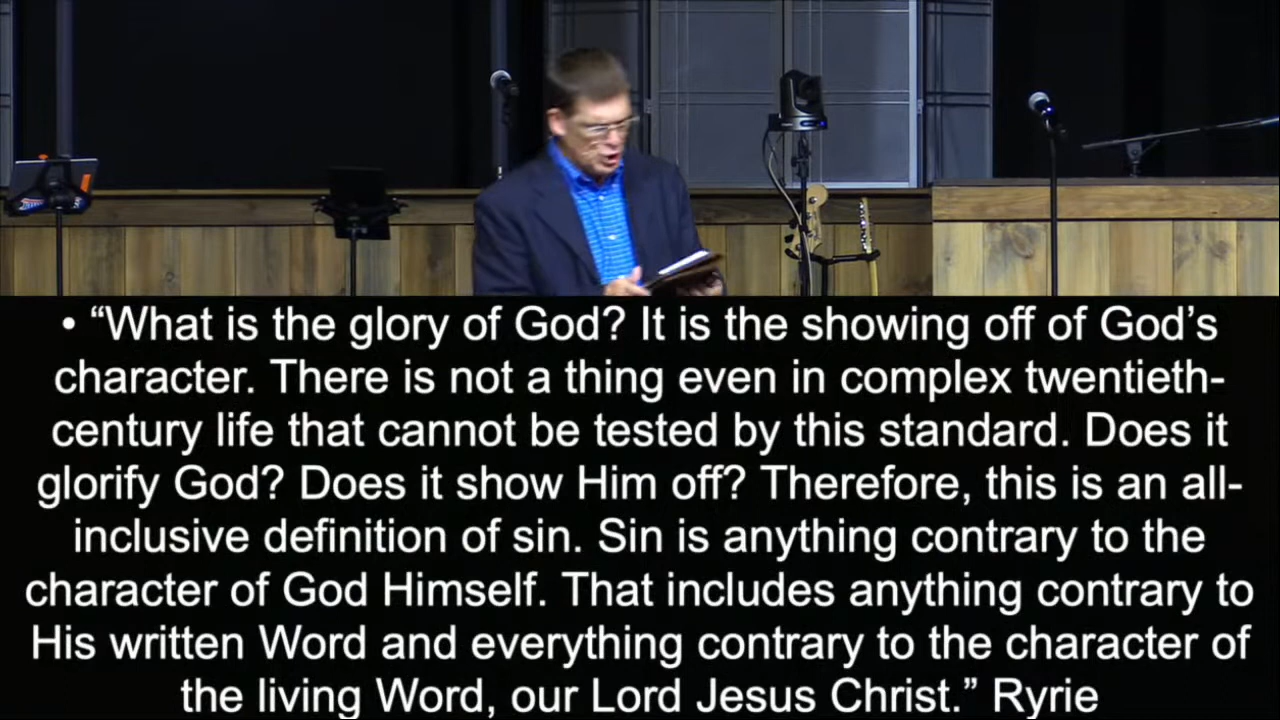 • “What is the glory of God? It is the showing off of God’s
character. There is not a thing even in complex twentieth-
century life that cannot be tested by this standard. Does it
glorify God? Does it show Him off? Therefore, this is an all-
inclusive definition of sin. Sin is anything contrary to the
character of God Himself. That includes anything contrary to
His written Word and everything contrary to the character of
the living Word, our Lord Jesus Christ.” Ryrie